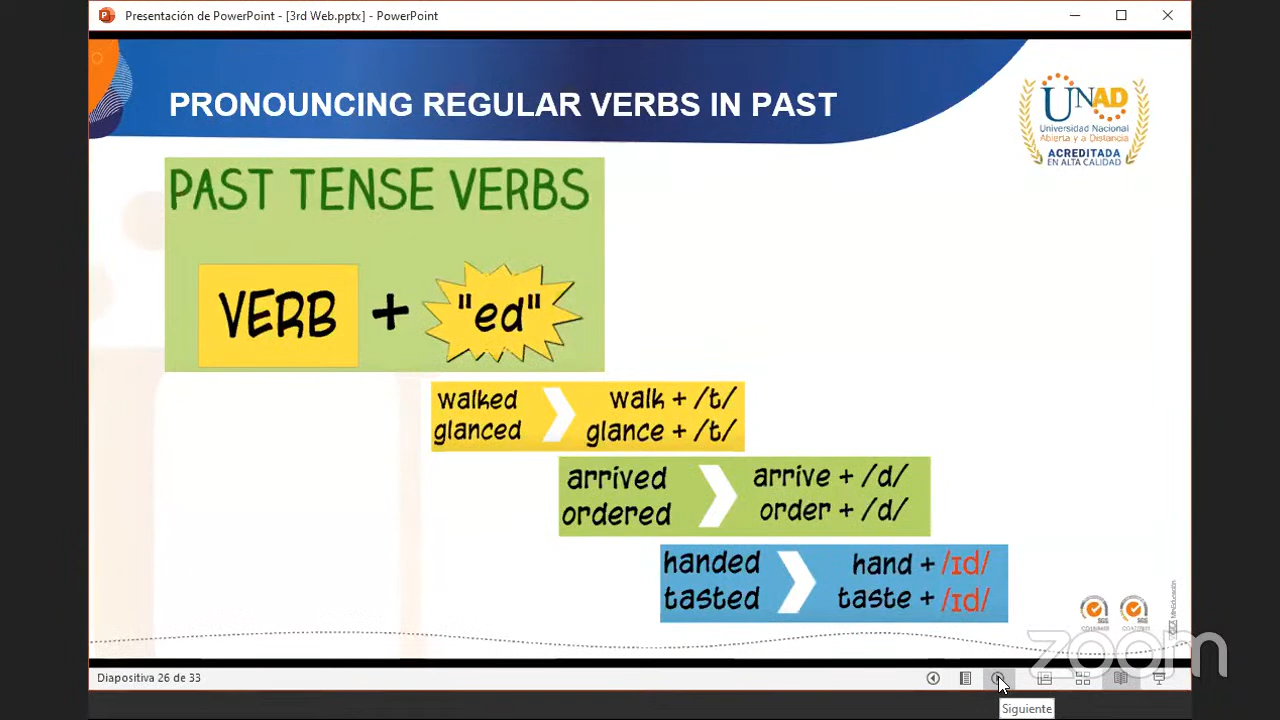 Presentación de PowerPoint - [3rd Web.pptx] - PowerPoint
PRONOUNCING REGULAR VERBS IN PAST
UNAD
Universidad Nacional
Abierta y a Distancia
ACREDITADA
EN ALTA CALIDAD
PAST TENSE VERBS
VERB + "ed"
walked walk + /t/
glanced glance + /t/
arrived arrive + /d/
ordered order + /d/
handed hand + /ɪd/
tasted taste + /ɪd/
zoom
Diapositiva 26 de 33
Siguiente